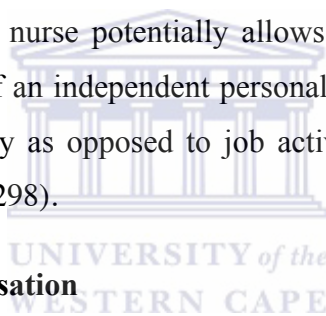 nurse potentially allows
f an independent personal
y as opposed to job activ
298).
UNIVERSITY of the
sation
WESTERN CAPE